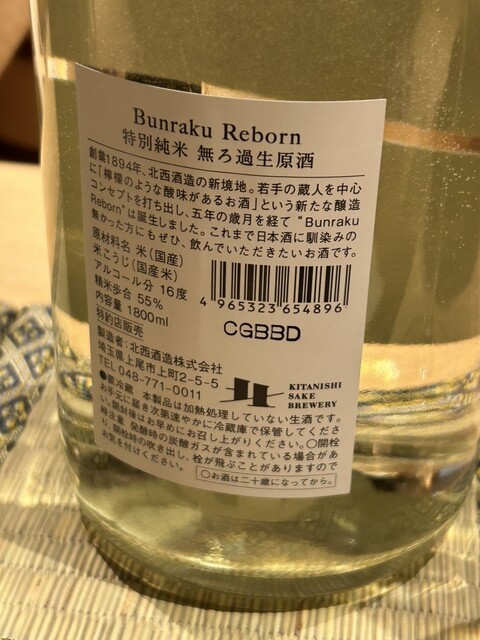 Bunraku Reborn
特別純米 無ろ過生原酒
創業1894年、北西酒造の新境地。若手の蔵人を中心
に「檸檬のような酸味があるお酒」という新たな醸造
コンセプトを打ち出し、五年の歳月を経て“Bunraku
Reborn”は誕生しました。これまで日本酒に馴染みの
無かった方にもぜひ、飲んでいただきたいお酒です。
原材料名 米(国産)
米こうじ(国産米)
アルコール分 16度
精米歩合 55%
内容量 1800ml
特約店販売
4 965323 654896
CGBBD
製造者:北西酒造株式会社
埼玉県上尾市上町2-5-5
TEL 048-771-0011
KITANISHI
SAKE
BREWERY
●要冷蔵 本製品は加熱処理していない生酒です。
お手元に届き次第速やかに冷蔵庫で保管してくださ
い。開封後はお早めにお召し上がりください。○開栓
時注意 発酵時の炭酸ガスが含まれている場合があ
り、開栓時の吹き出し、栓が飛ぶことがありますので
お気を付けください。
○お酒は二十歳になってから。